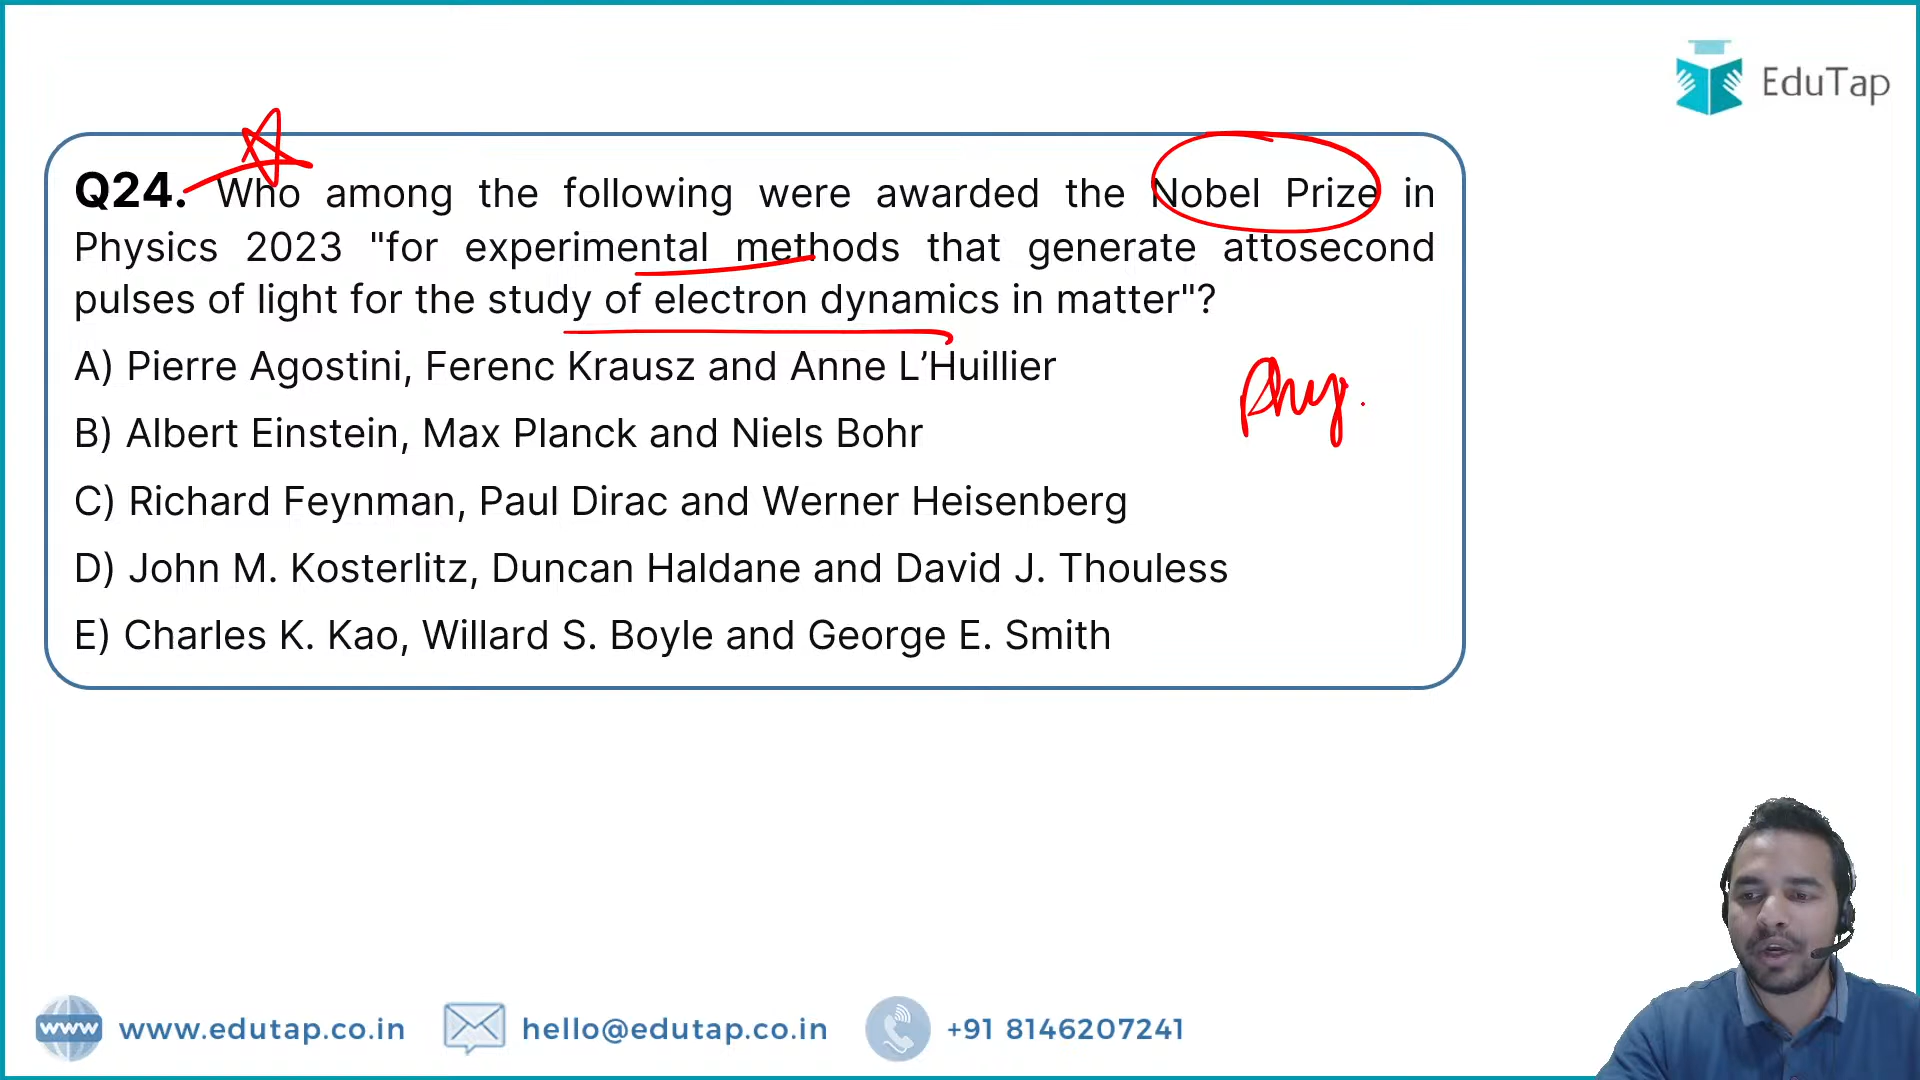 EduTap
Q24. Who among the following were awarded the Nobel Prize in
Physics 2023 "for experimental methods that generate attosecond
pulses of light for the study of electron dynamics in matter"?
A) Pierre Agostini, Ferenc Krausz and Anne L’Huillier
Phy.
B) Albert Einstein, Max Planck and Niels Bohr
C) Richard Feynman, Paul Dirac and Werner Heisenberg
D) John M. Kosterlitz, Duncan Haldane and David J. Thouless
E) Charles K. Kao, Willard S. Boyle and George E. Smith
www www.edutap.co.in hello@edutap.co.in +91 8146207241